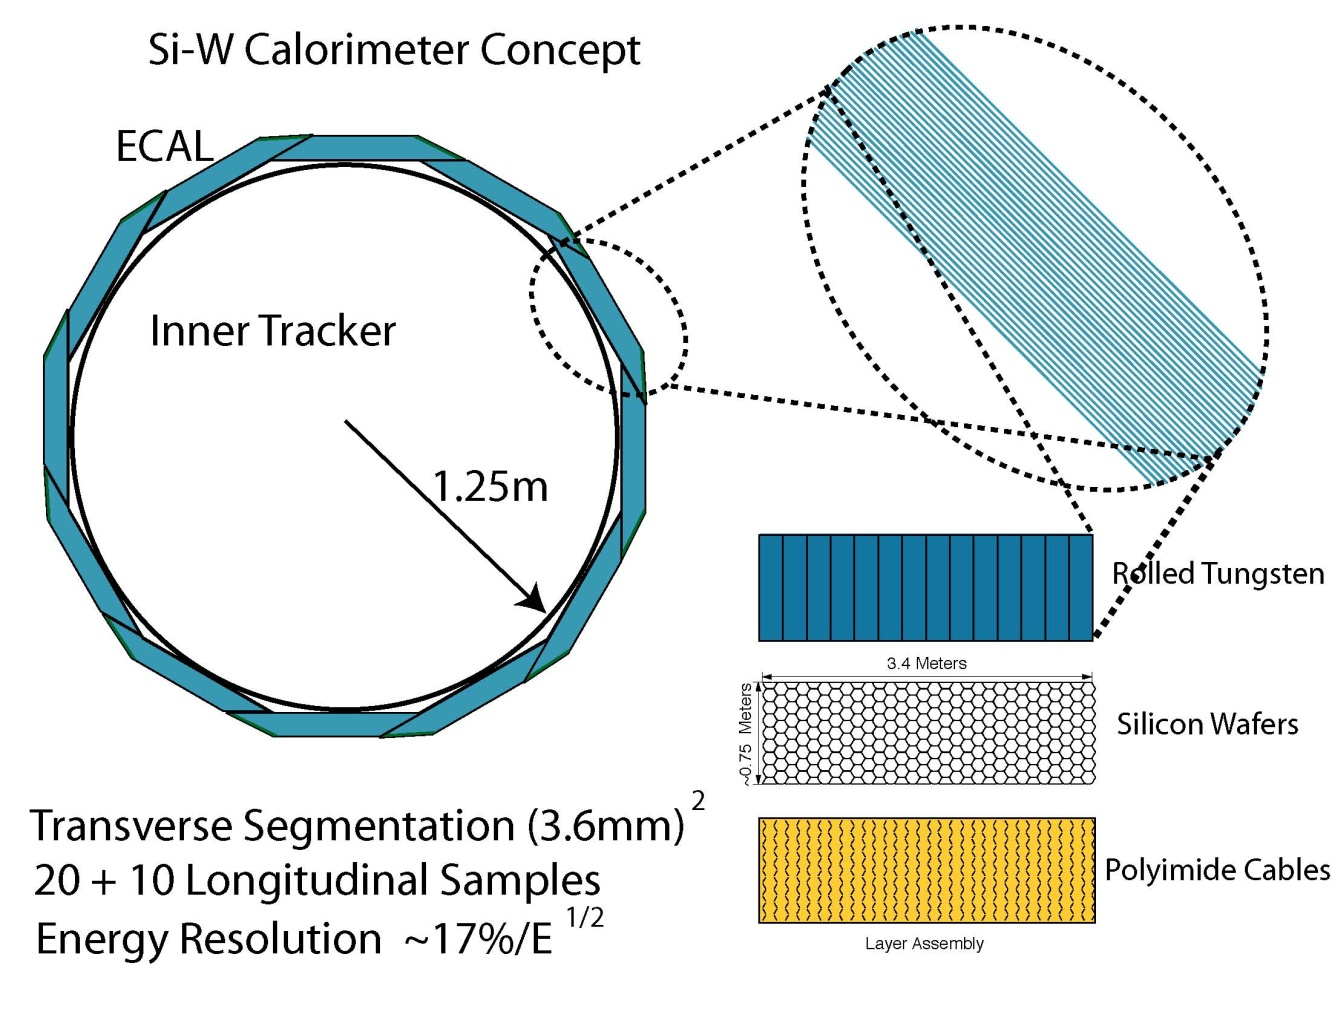 Si-W Calorimeter Concept
ECAL
Inner Tracker
1.25m
Rolled Tungsten
3.4 Meters
~0.75 Meters
Silicon Wafers
Polyimide Cables
Layer Assembly
Transverse Segmentation (3.6mm)2
20 + 10 Longitudinal Samples
Energy Resolution ~17%/E 1/2